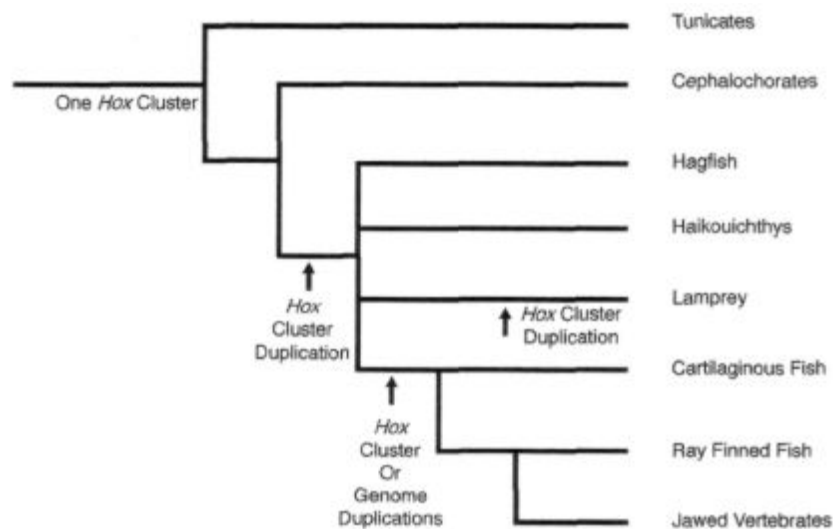 Tunicates
Cephalochorates
One Hox Cluster
Hagfish
Haikouichthys
Lamprey
Hox
Cluster
Duplication
Hox Cluster
Duplication
Cartilaginous Fish
Hox
Cluster
Or
Genome
Duplications
Ray Finned Fish
Jawed Vertebrates